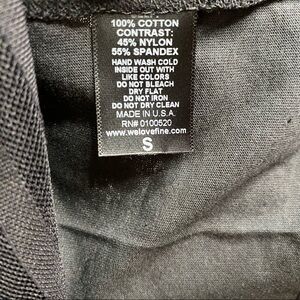 100% COTTON
CONTRAST:
45% NYLON
55% SPANDEX
HAND WASH COLD
INSIDE OUT WITH
LIKE COLORS
DO NOT BLEACH
DRY FLAT
DO NOT IRON
DO NOT DRY CLEAN
MADE IN U.S.A.
RN# 0100520
www.welovefine.com
S